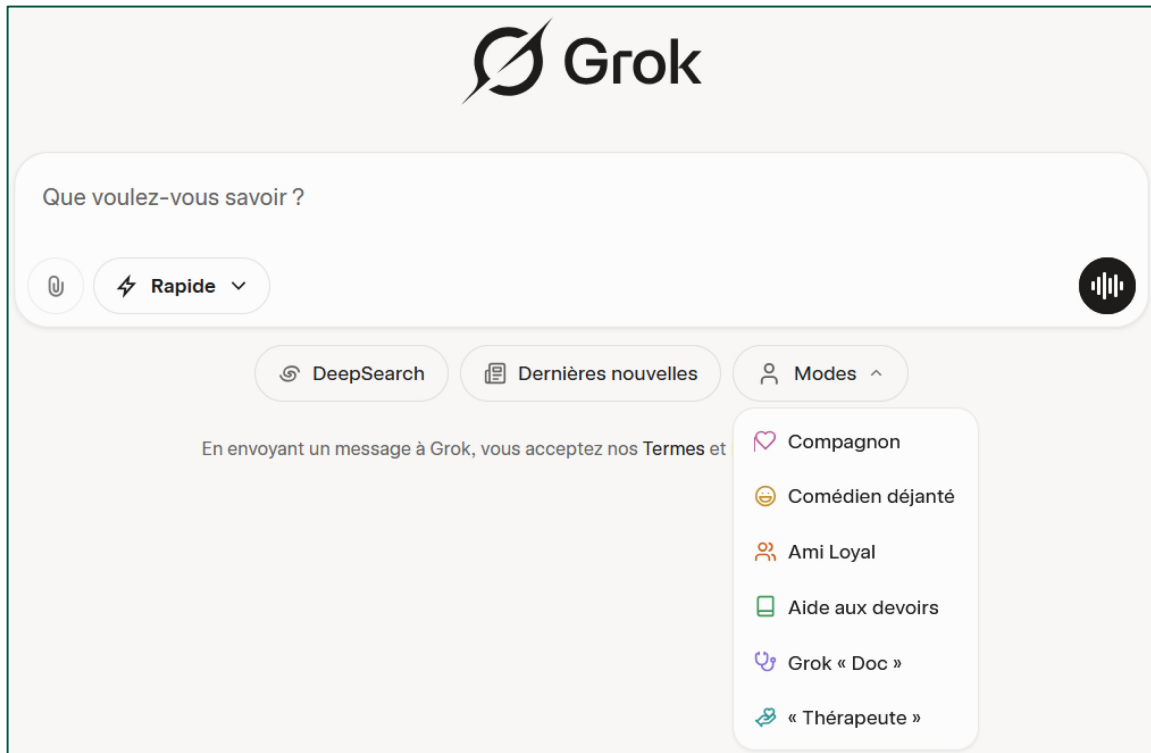 Grok
Que voulez-vous savoir ?
Rapide
DeepSearch
Dernières nouvelles
Modes
En envoyant un message à Grok, vous acceptez nos Termes et
Compagnon
Comédien déjanté
Ami Loyal
Aide aux devoirs
Grok « Doc »
« Thérapeute »